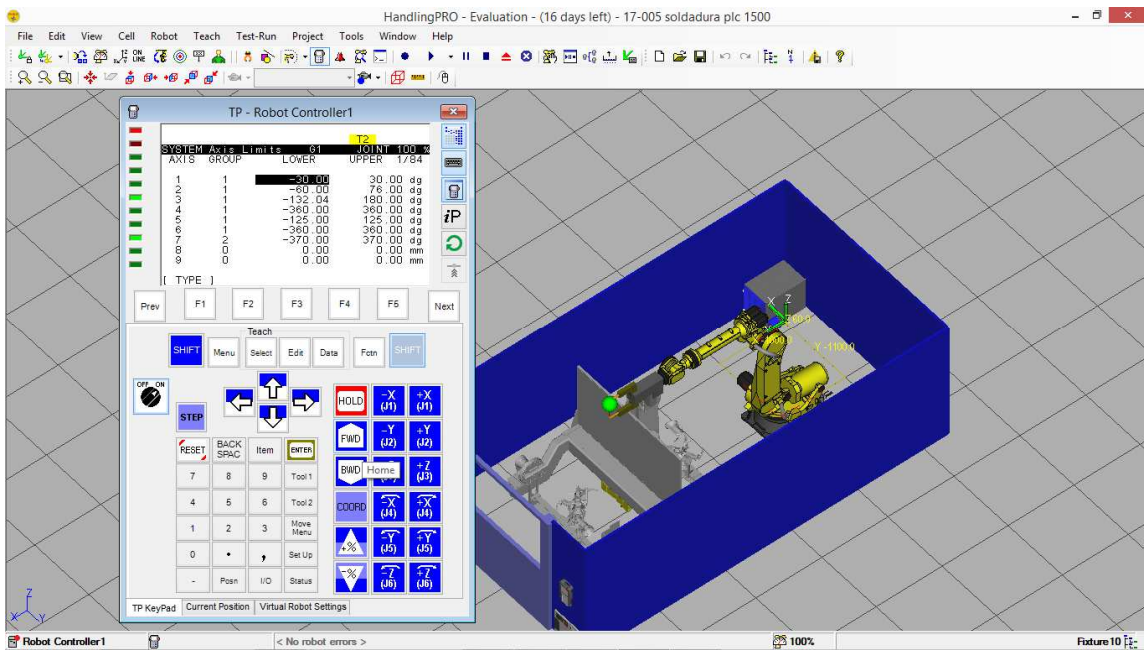 HandlingPRO - Evaluation - (16 days left) - 17-005 soldadura plc 1500
File Edit View Cell Robot Teach Test-Run Project Tools Window Help
TP - Robot Controller1
T2
SYSTEM Axis Limits G1 JOINT 100 %
AXIS GROUP LOWER UPPER 1/84
1 1 -30.00 30.00 dg
2 1 -60.00 76.00 dg
3 1 -132.04 180.00 dg
4 1 -360.00 360.00 dg
5 1 -125.00 125.00 dg
6 1 -360.00 360.00 dg
7 2 -370.00 370.00 dg
8 0 0.00 0.00 mm
9 0 0.00 0.00 mm
[ TYPE ]
iP
Prev F1 F2 F3 F4 F5 Next
Teach
SHIFT Menu Select Edit Data Fctn SHIFT
OFF ON
STEP
HOLD -X (J1) +X (J1)
FWD -Y (J2) +Y (J2)
RESET BACK SPAC Item ENTER
BWD Home +Z (J3)
7 8 9 Tool 1
4 5 6 Tool 2
COORD -X (J4) +X (J4)
1 2 3 Move Menu
+% -Y (J5) +Y (J5)
0 . , Set Up
-% -Z (J6) +Z (J6)
- Posn I/O Status
TP KeyPad Current Position Virtual Robot Settings
X Z
Y -1100.0
Z
X Y
Robot Controller1 < No robot errors > 100% Fixture10